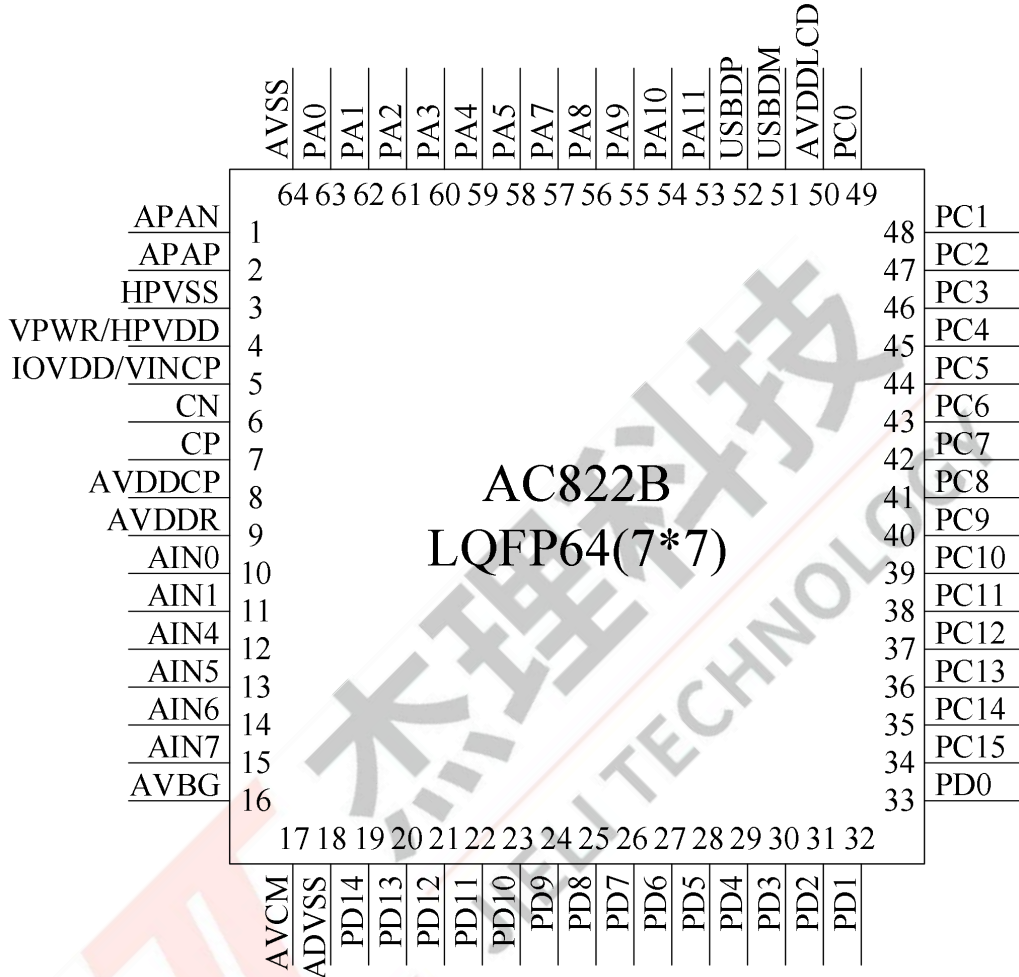 AVSS
PA0
PA1
PA2
PA3
PA4
PA5
PA7
PA8
PA9
PA10
PA11
USBDP
USBDM
AVDDLCD
PC0
64 63 62 61 60 59 58 57 56 55 54 53 52 51 50 49
APAN 1
APAP 2
HPVSS 3
VPWR/HPVDD 4
IOVDD/VINCP 5
CN 6
CP 7
AVDDCP 8
AVDDR 9
AIN0 10
AIN1 11
AIN4 12
AIN5 13
AIN6 14
AIN7 15
AVBG 16
AC822B
LQFP64(7*7)
48 PC1
47 PC2
46 PC3
45 PC4
44 PC5
43 PC6
42 PC7
41 PC8
40 PC9
39 PC10
38 PC11
37 PC12
36 PC13
35 PC14
34 PC15
33 PD0
17 18 19 20 21 22 23 24 25 26 27 28 29 30 31 32
AVCM
ADVSS
PD14
PD13
PD12
PD11
PD10
PD9
PD8
PD7
PD6
PD5
PD4
PD3
PD2
PD1
杰理科技
JIELI TECHNOLOGY